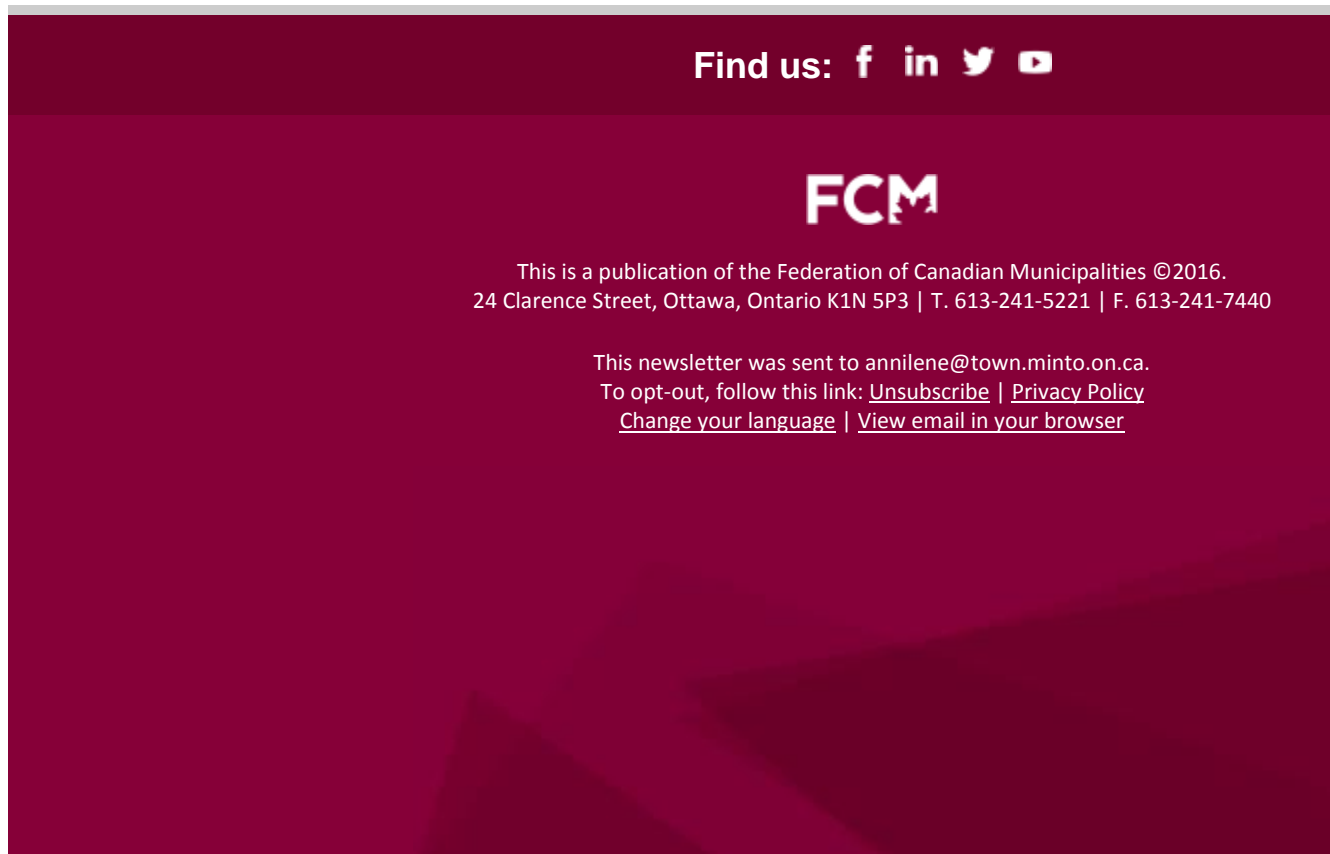 Find us:
FCM
This is a publication of the Federation of Canadian Municipalities ©2016.
24 Clarence Street, Ottawa, Ontario K1N 5P3 | T. 613-241-5221 | F. 613-241-7440
This newsletter was sent to annilene@town.minto.on.ca.
To opt-out, follow this link: Unsubscribe | Privacy Policy
Change your language | View email in your browser